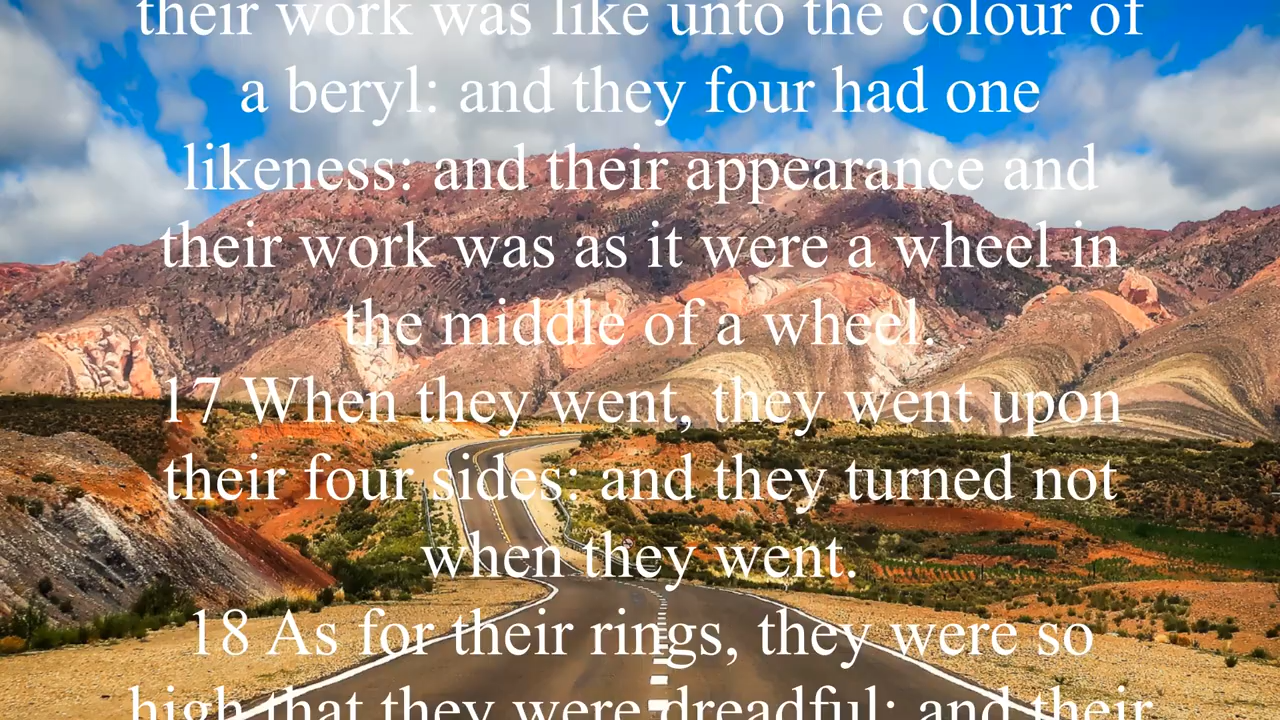 their work was like unto the colour of
a beryl: and they four had one
likeness: and their appearance and
their work was as it were a wheel in
the middle of a wheel.
17 When they went, they went upon
their four sides: and they turned not
when they went.
18 As for their rings, they were so
high that they were dreadful; and their